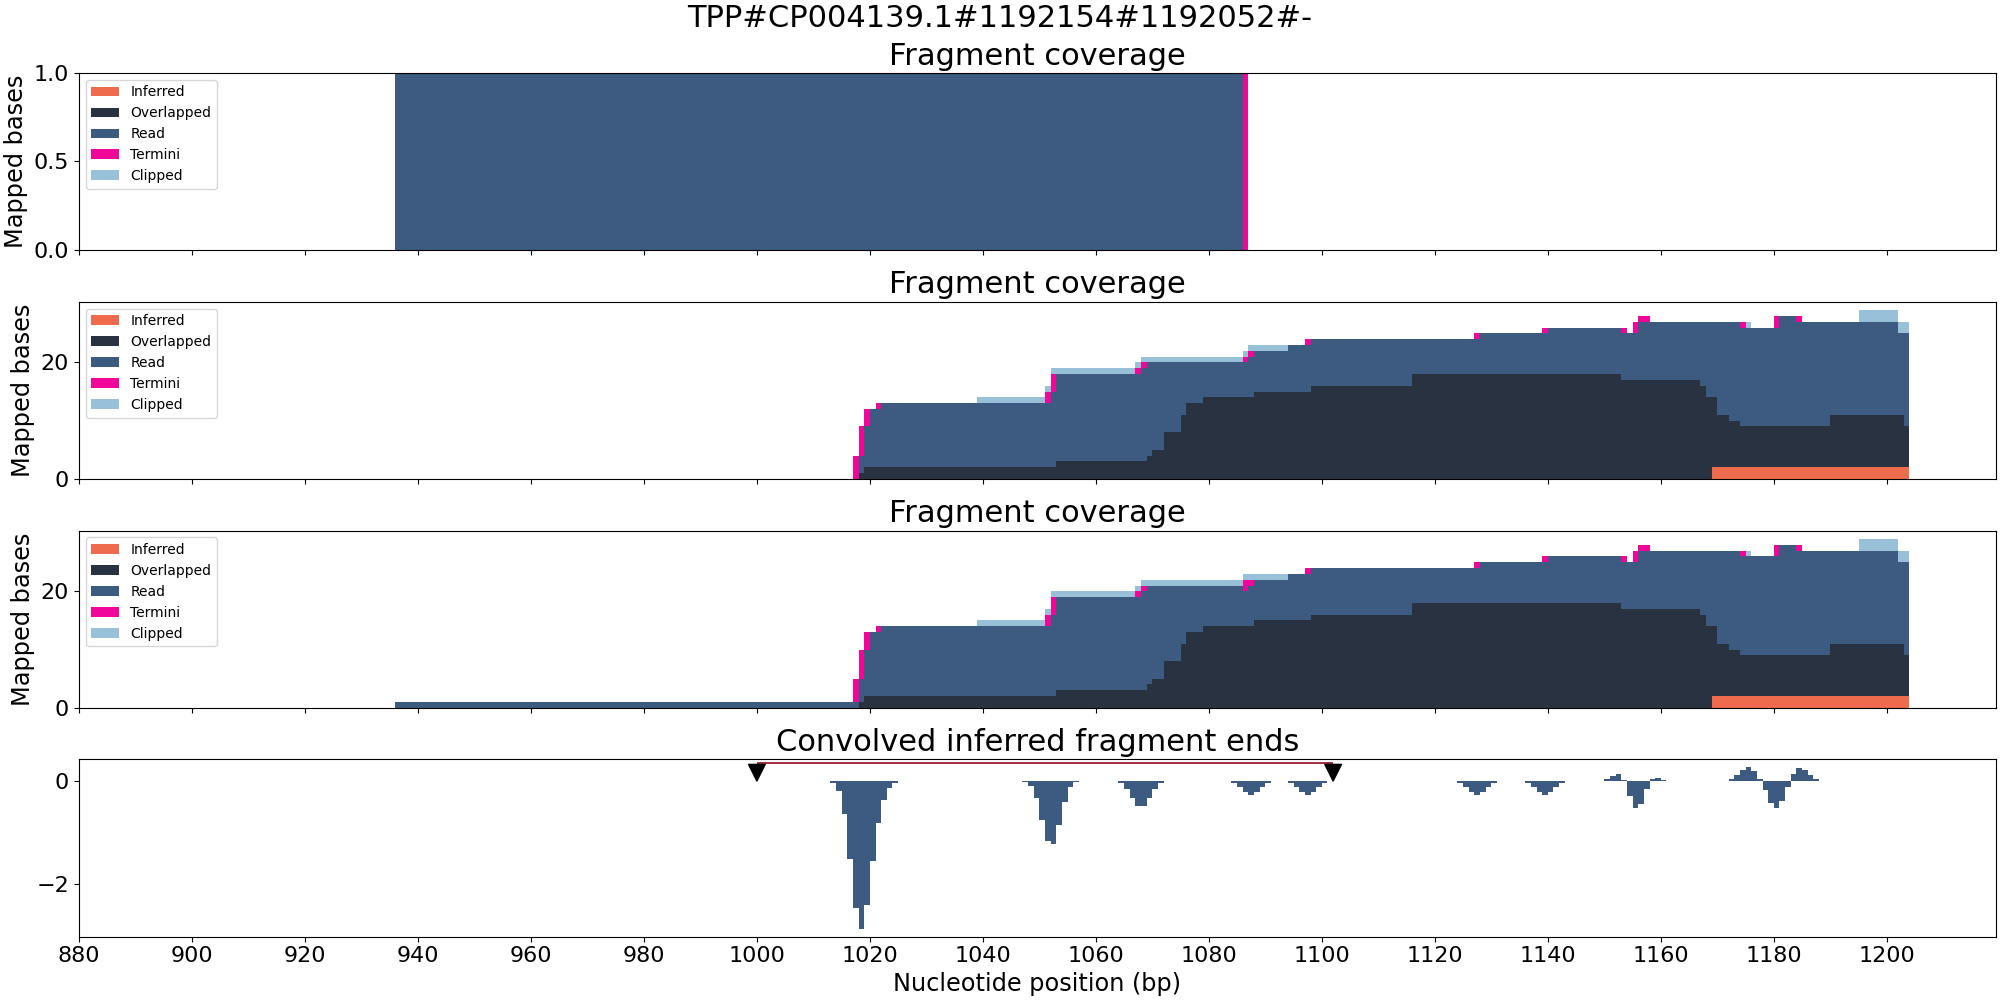 TPP#CP004139.1#1192154#1192052#-
Fragment coverage
Mapped bases
1.0
0.5
0.0
Inferred
Overlapped
Read
Termini
Clipped
Fragment coverage
Mapped bases
20
0
Inferred
Overlapped
Read
Termini
Clipped
Fragment coverage
Mapped bases
20
0
Inferred
Overlapped
Read
Termini
Clipped
Convolved inferred fragment ends
0
−2
880 900 920 940 960 980 1000 1020 1040 1060 1080 1100 1120 1140 1160 1180 1200
Nucleotide position (bp)